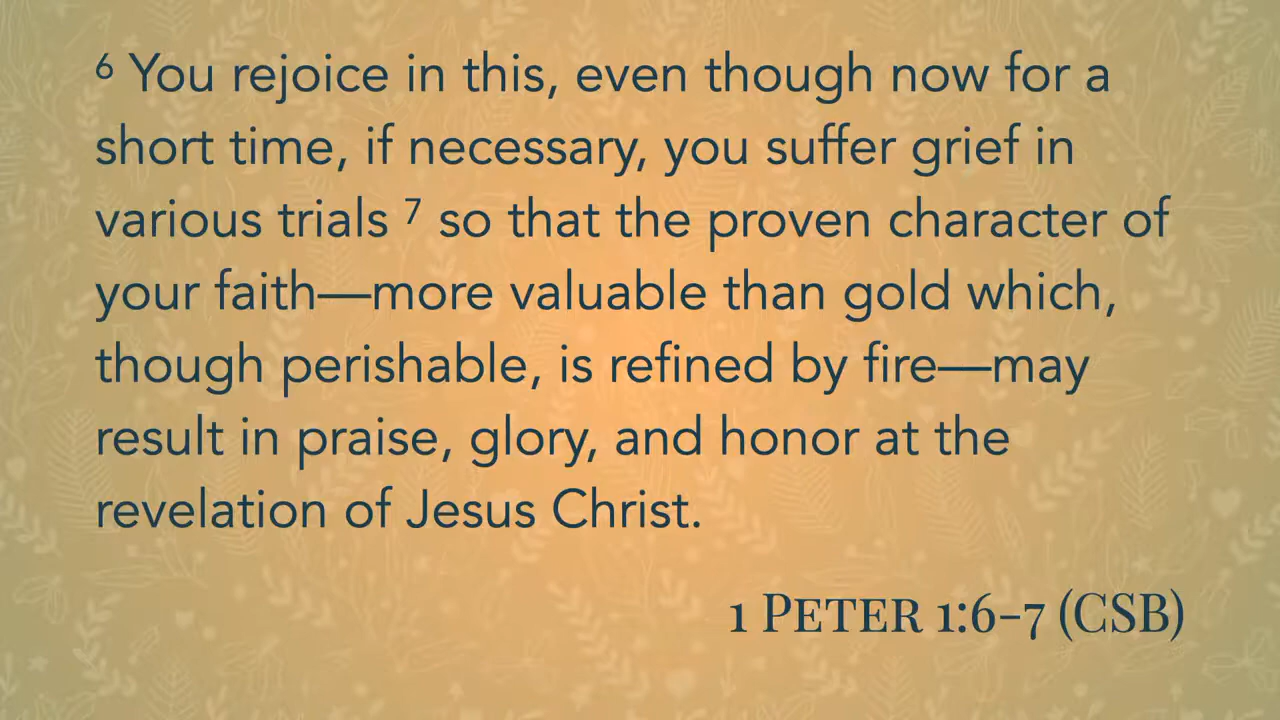 ⁶ You rejoice in this, even though now for a
short time, if necessary, you suffer grief in
various trials ⁷ so that the proven character of
your faith—more valuable than gold which,
though perishable, is refined by fire—may
result in praise, glory, and honor at the
revelation of Jesus Christ.
1 Peter 1:6–7 (CSB)